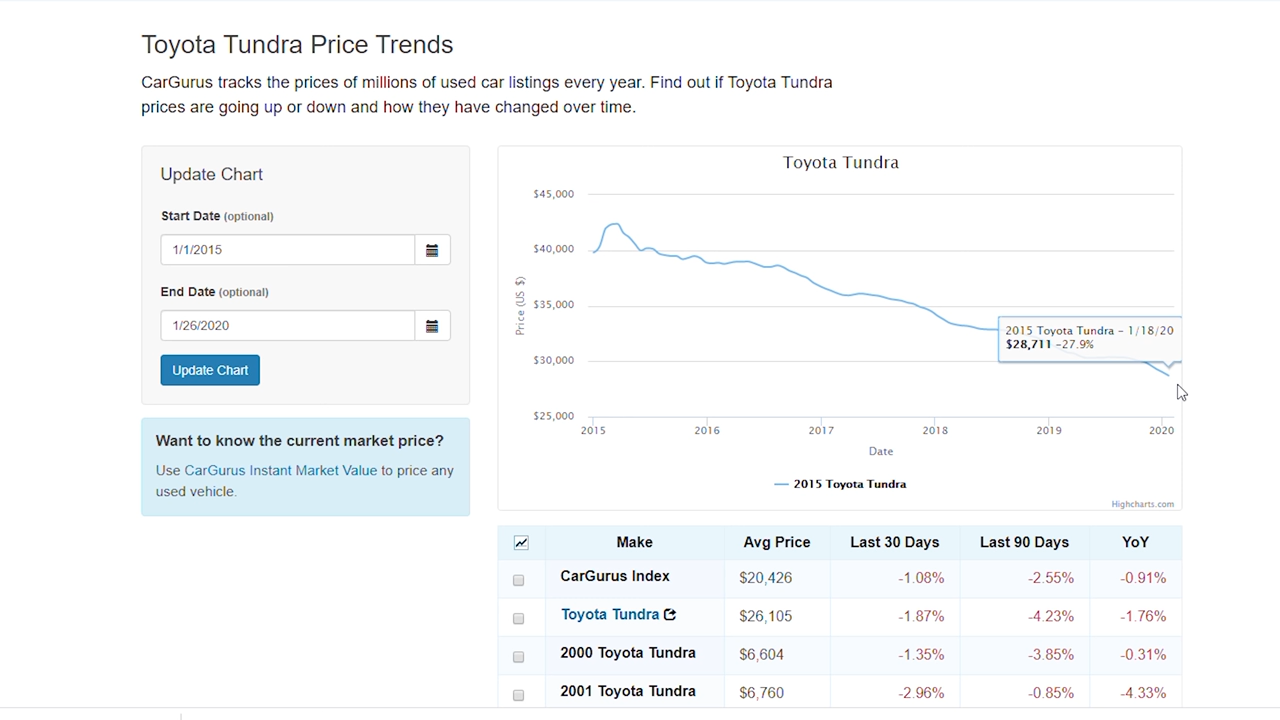 Toyota Tundra Price Trends
CarGurus tracks the prices of millions of used car listings every year. Find out if Toyota Tundra
prices are going up or down and how they have changed over time.
Update Chart
Start Date (optional)
1/1/2015
End Date (optional)
1/26/2020
Update Chart
Want to know the current market price?
Use CarGurus Instant Market Value to price any
used vehicle.
Toyota Tundra
Price (US $)
$45,000
$40,000
$35,000
$30,000
$25,000
2015 Toyota Tundra - 1/18/20
$28,711 -27.9%
2015 2016 2017 2018 2019 2020
Date
2015 Toyota Tundra
Highcharts.com
Make Avg Price Last 30 Days Last 90 Days YoY
CarGurus Index $20,426 -1.08% -2.55% -0.91%
Toyota Tundra $26,105 -1.87% -4.23% -1.76%
2000 Toyota Tundra $6,604 -1.35% -3.85% -0.31%
2001 Toyota Tundra $6,760 -2.96% -0.85% -4.33%